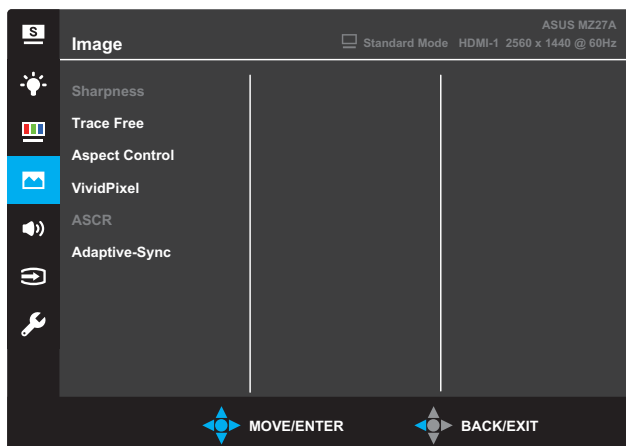 S
ASUS MZ27A
Image
Standard Mode HDMI-1 2560 x 1440 @ 60Hz
Sharpness
Trace Free
Aspect Control
VividPixel
ASCR
Adaptive-Sync
MOVE/ENTER BACK/EXIT